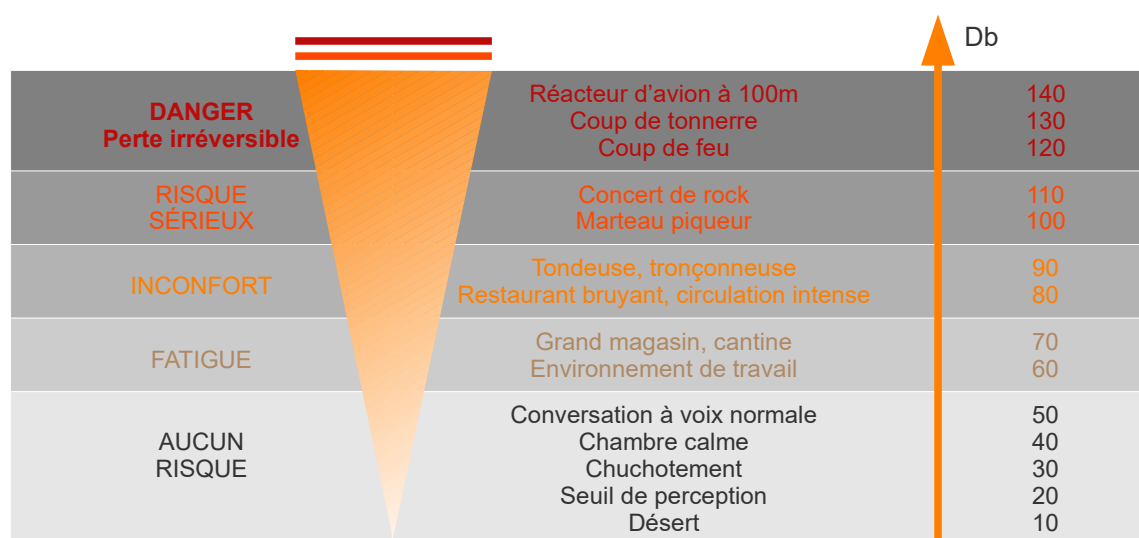 Db
DANGER
Perte irréversible
Réacteur d'avion à 100m 140
Coup de tonnerre 130
Coup de feu 120
RISQUE
SÉRIEUX
Concert de rock 110
Marteau piqueur 100
INCONFORT
Tondeuse, tronçonneuse 90
Restaurant bruyant, circulation intense 80
FATIGUE
Grand magasin, cantine 70
Environnement de travail 60
AUCUN
RISQUE
Conversation à voix normale 50
Chambre calme 40
Chuchotement 30
Seuil de perception 20
Désert 10